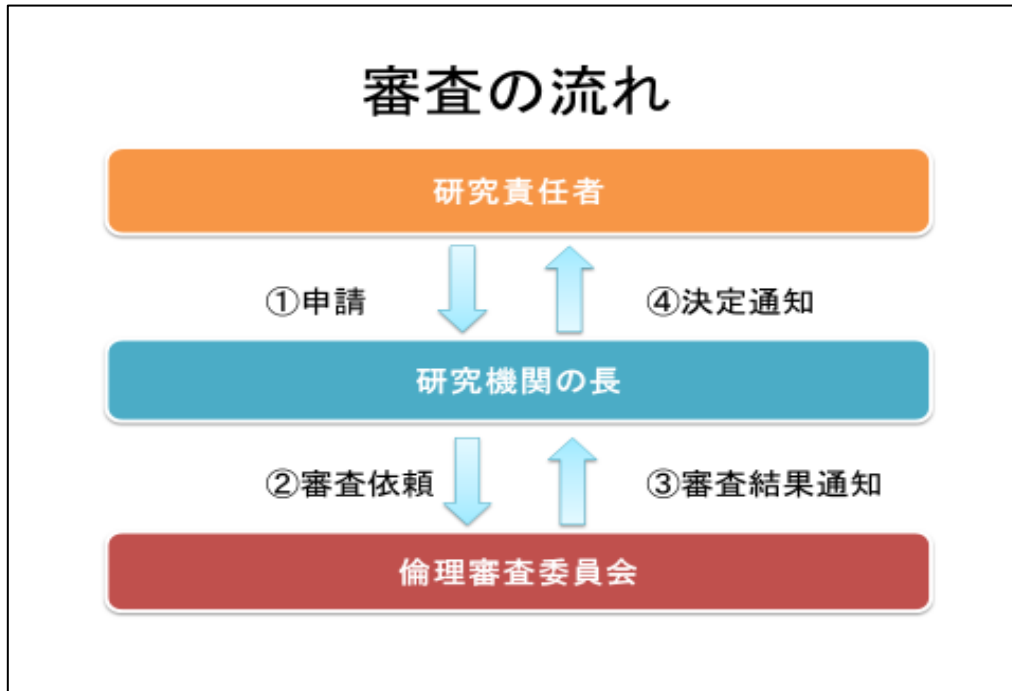 審査の流れ
研究責任者
①申請
④決定通知
研究機関の長
②審査依頼
③審査結果通知
倫理審査委員会